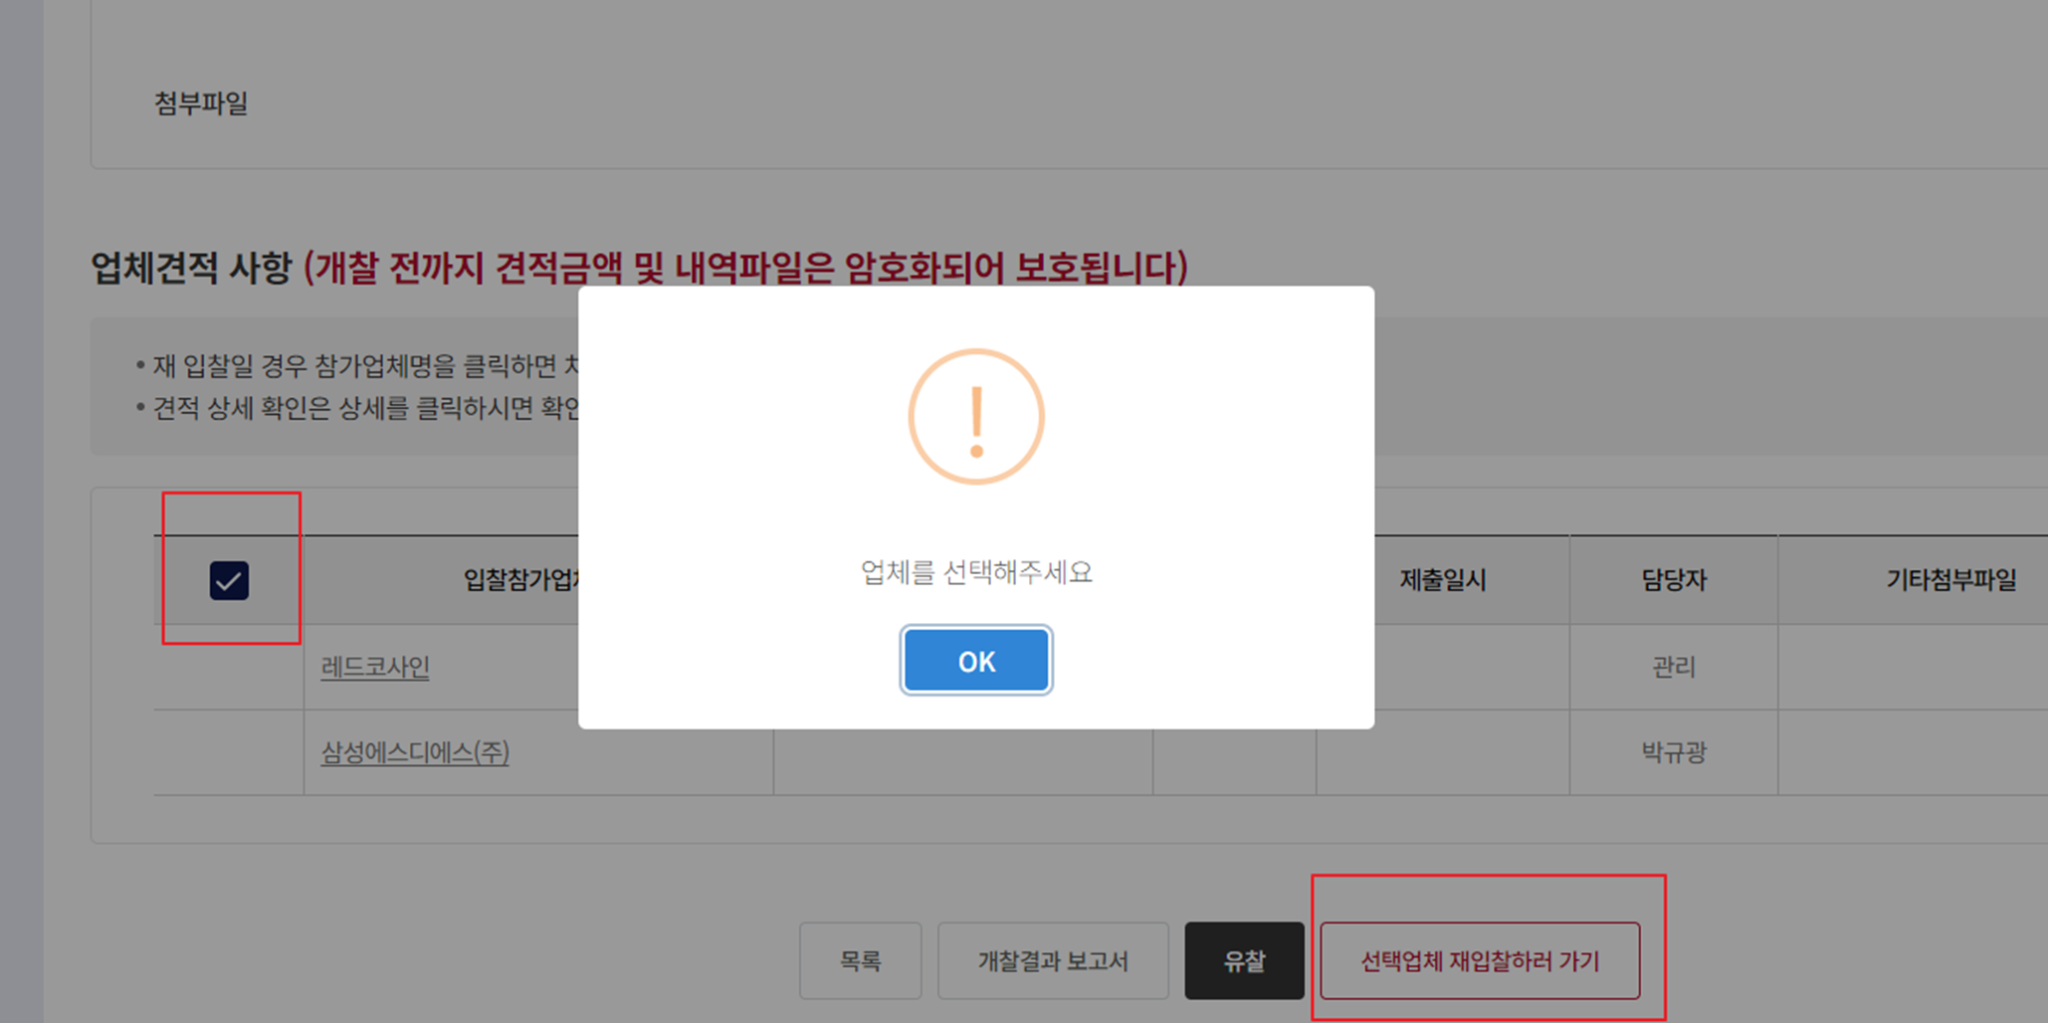 첨부파일
업체견적 사항 (개찰 전까지 견적금액 및 내역파일은 암호화되어 보호됩니다)
• 재 입찰일 경우 참가업체명을 클릭하면
• 견적 상세 확인은 상세를 클릭하시면
업체를 선택해주세요
OK
입찰참가업체 제출일시 담당자 기타첨부파일
레드코사인 관리
삼성에스디에스(주) 박규광
목록 개찰결과 보고서 유찰 선택업체 재입찰하러 가기